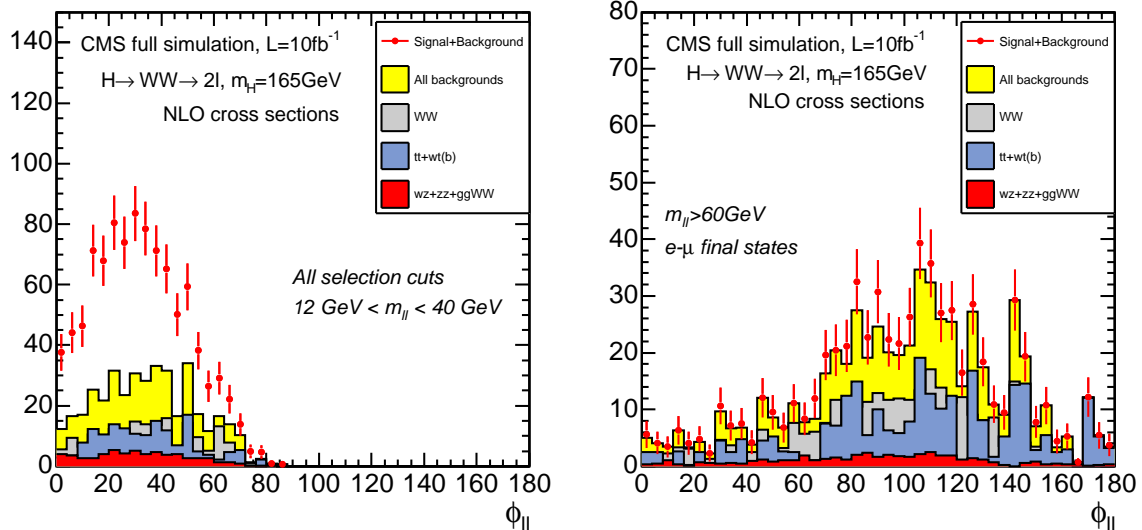 CMS full simulation, L=10fb⁻¹
H→ WW→ 2l, m_H=165GeV
NLO cross sections
Signal+Background
All backgrounds
WW
tt+wt(b)
wz+zz+ggWW
All selection cuts
12 GeV < m_ll < 40 GeV
140
120
100
80
60
40
20
0
0 20 40 60 80 100 120 140 160 180
ϕ_ll
CMS full simulation, L=10fb⁻¹
H→ WW→ 2l, m_H=165GeV
NLO cross sections
Signal+Background
All backgrounds
WW
tt+wt(b)
wz+zz+ggWW
m_ll>60GeV
e-μ final states
80
70
60
50
40
30
20
10
0
0 20 40 60 80 100 120 140 160 180
ϕ_ll